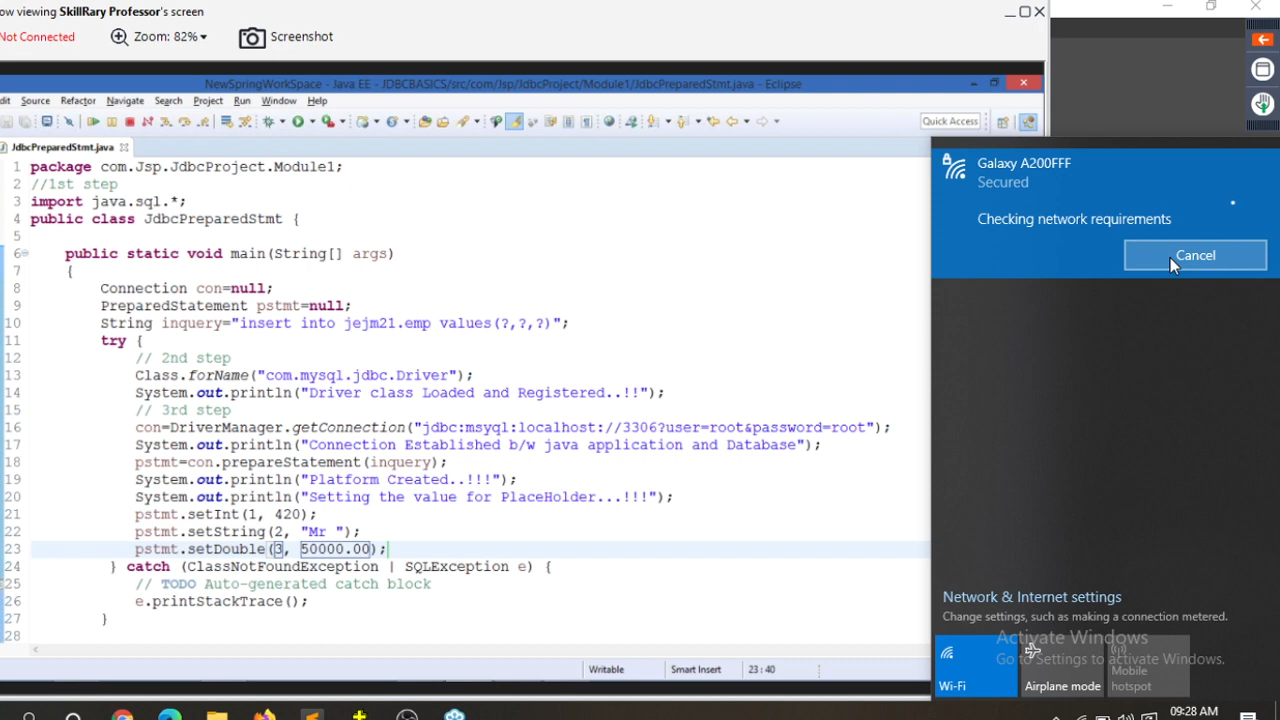 ow viewing SkillRary Professor's screen
Not Connected
Zoom: 82%
Screenshot
NewSpringWorkSpace - Java EE - JDBCBASICS/src/com/Jsp/JdbcProject/Module1/JdbcPreparedStmt.java - Eclipse
dit Source Refactor Navigate Search Project Run Window Help
Quick Access
JdbcPreparedStmt.java
1 package com.Jsp.JdbcProject.Module1;
2 //1st step
3 import java.sql.*;
4 public class JdbcPreparedStmt {
5
6 public static void main(String[] args)
7 {
8 Connection con=null;
9 PreparedStatement pstmt=null;
10 String inquery="insert into jejm21.emp values(?,?,?)";
11 try {
12 // 2nd step
13 Class.forName("com.mysql.jdbc.Driver");
14 System.out.println("Driver class Loaded and Registered..!!");
15 // 3rd step
16 con=DriverManager.getConnection("jdbc:msyql:localhost://3306?user=root&password=root");
17 System.out.println("Connection Established b/w java application and Database");
18 pstmt=con.prepareStatement(inquery);
19 System.out.println("Platform Created..!!!");
20 System.out.println("Setting the value for PlaceHolder...!!!");
21 pstmt.setInt(1, 420);
22 pstmt.setString(2, "Mr ");
23 pstmt.setDouble(3, 50000.00);
24 } catch (ClassNotFoundException | SQLException e) {
25 // TODO Auto-generated catch block
26 e.printStackTrace();
27 }
28
Writable Smart Insert 23 : 40
Galaxy A200FFF
Secured
Checking network requirements
Cancel
Network & Internet settings
Change settings, such as making a connection metered.
Activate Windows
Go to Settings to activate Windows.
Wi-Fi
Airplane mode
Mobile
hotspot
09:28 AM